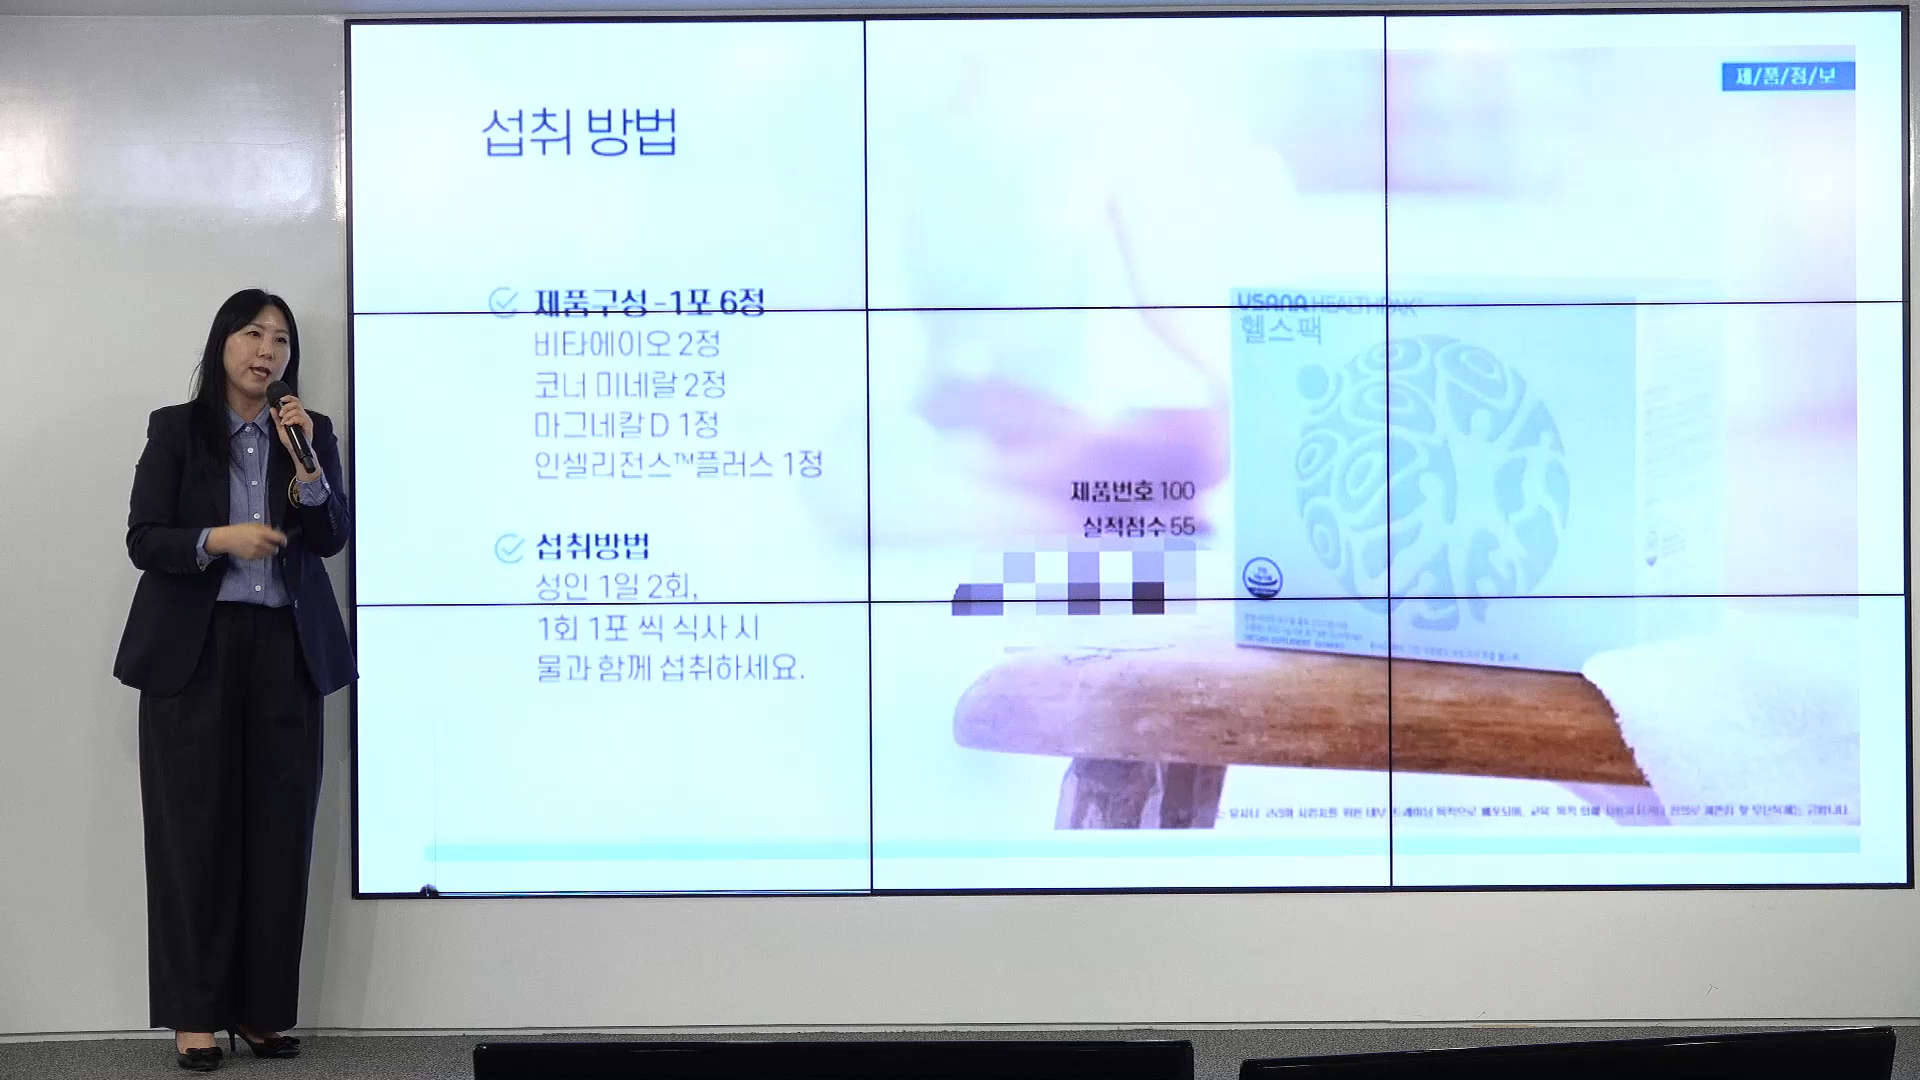 제/품/정/보
섭취 방법
제품구성-1포 6정
비타에이오 2정
코너 미네랄 2정
마그네칼D 1정
인셀리전스™플러스 1정
섭취방법
성인 1일 2회,
1회 1포 씩 식사 시
물과 함께 섭취하세요.
제품번호 100
실적점수 55
USANA HEALTHPAK
헬스팩